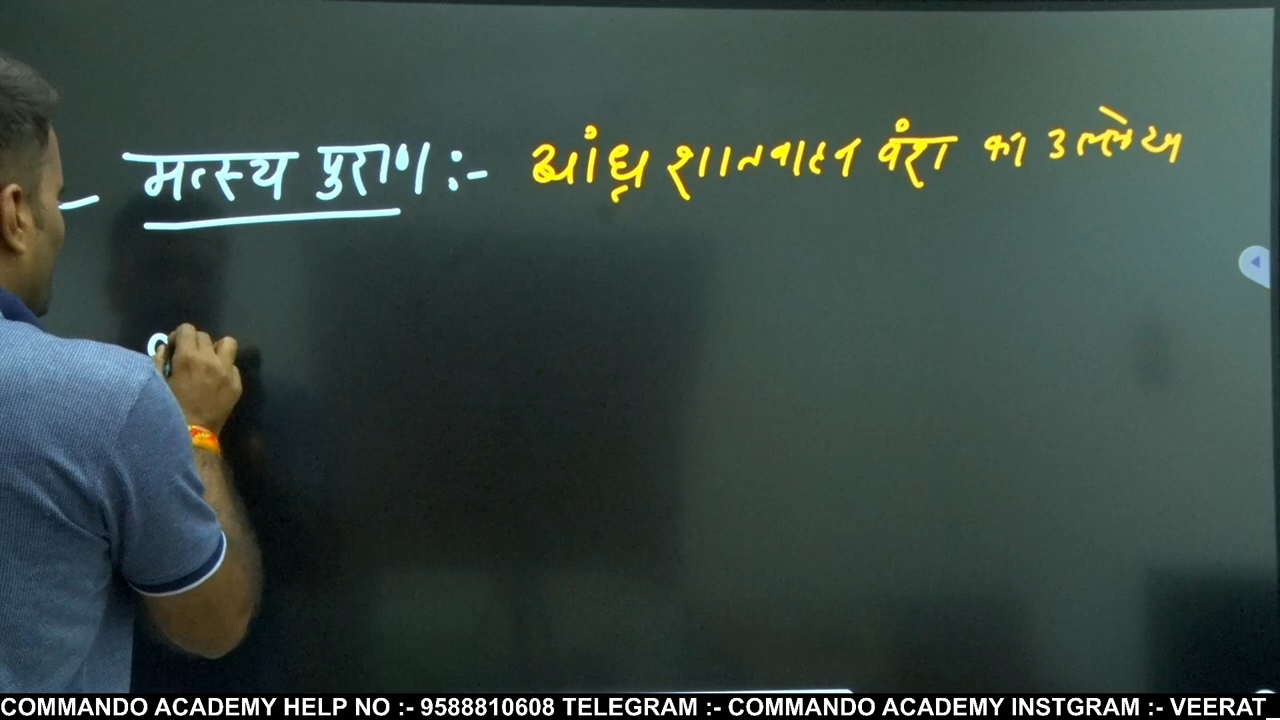 मत्स्य पुराण :- आंध्र शातवाहन वंश का उल्लेख
COMMANDO ACADEMY HELP NO :- 9588810608 TELEGRAM :- COMMANDO ACADEMY INSTGRAM :- VEERAT